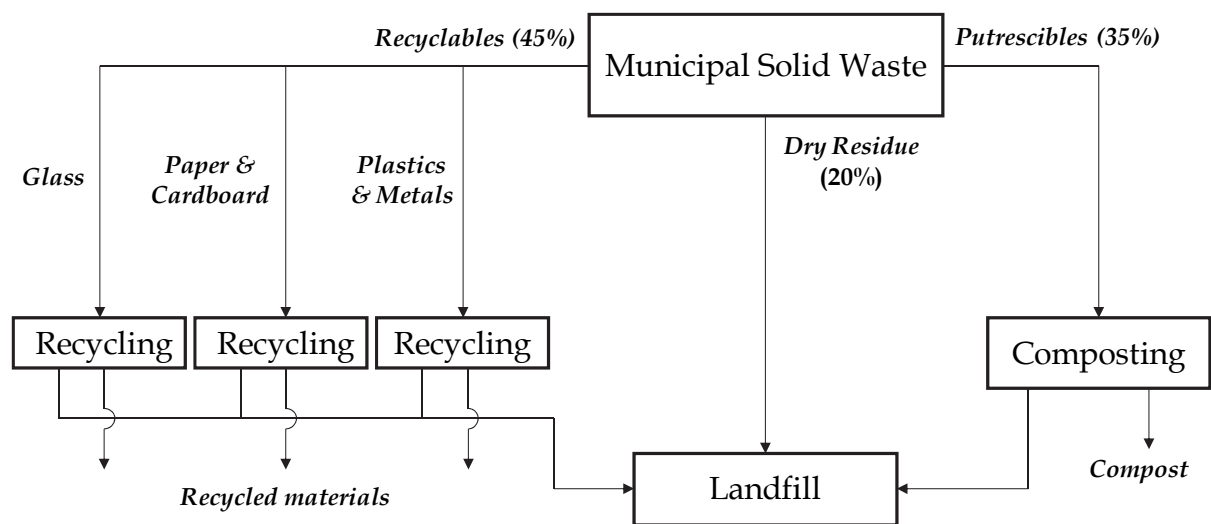 Recyclables (45%)
Municipal Solid Waste
Putrescibles (35%)
Glass
Paper &
Cardboard
Plastics
& Metals
Dry Residue
(20%)
Recycling
Recycling
Recycling
Composting
Recycled materials
Landfill
Compost